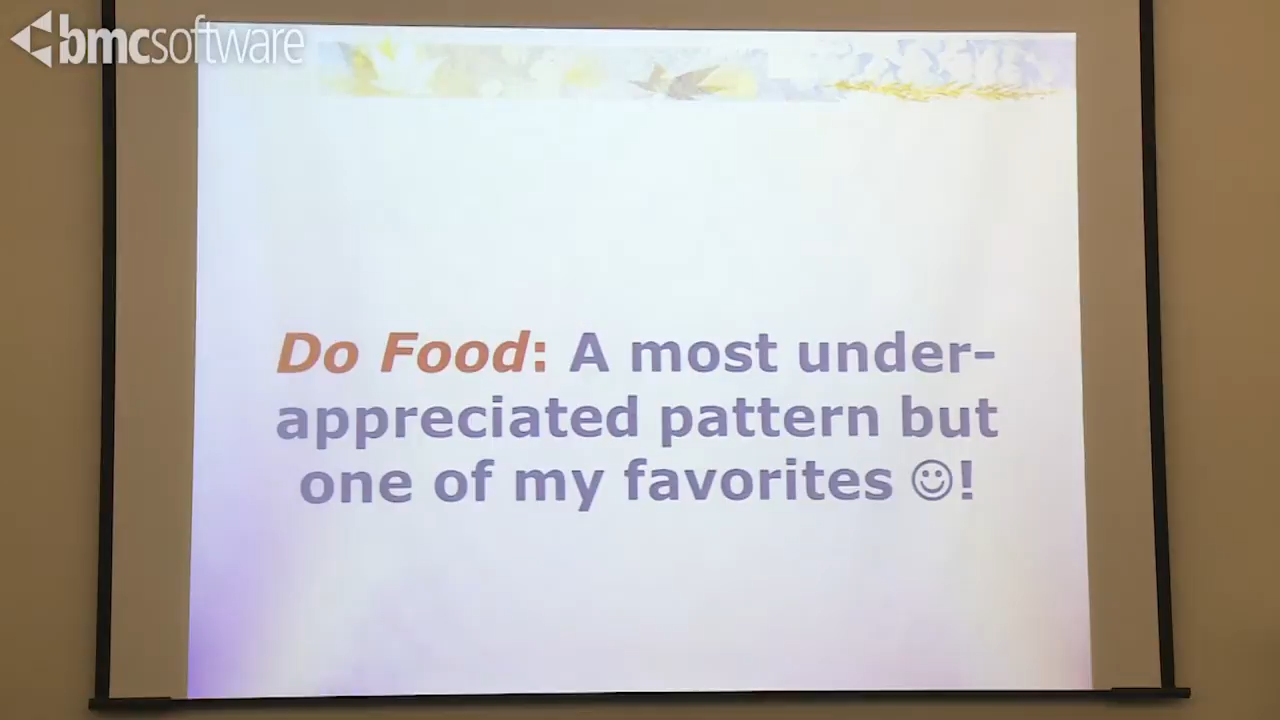 bmcsoftware
Do Food: A most under-
appreciated pattern but
one of my favorites ☺!